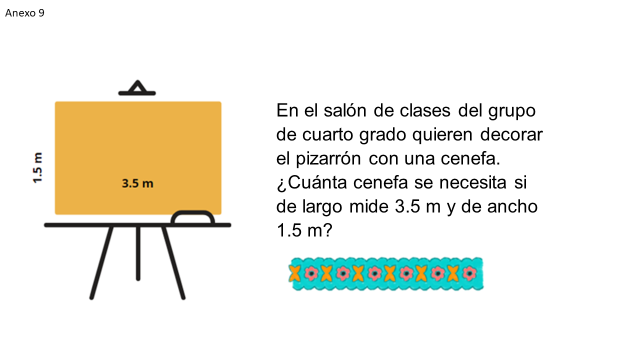 Anexo 9
En el salón de clases del grupo
de cuarto grado quieren decorar
el pizarrón con una cenefa.
¿Cuánta cenefa se necesita si
de largo mide 3.5 m y de ancho
1.5 m?
1.5 m
3.5 m